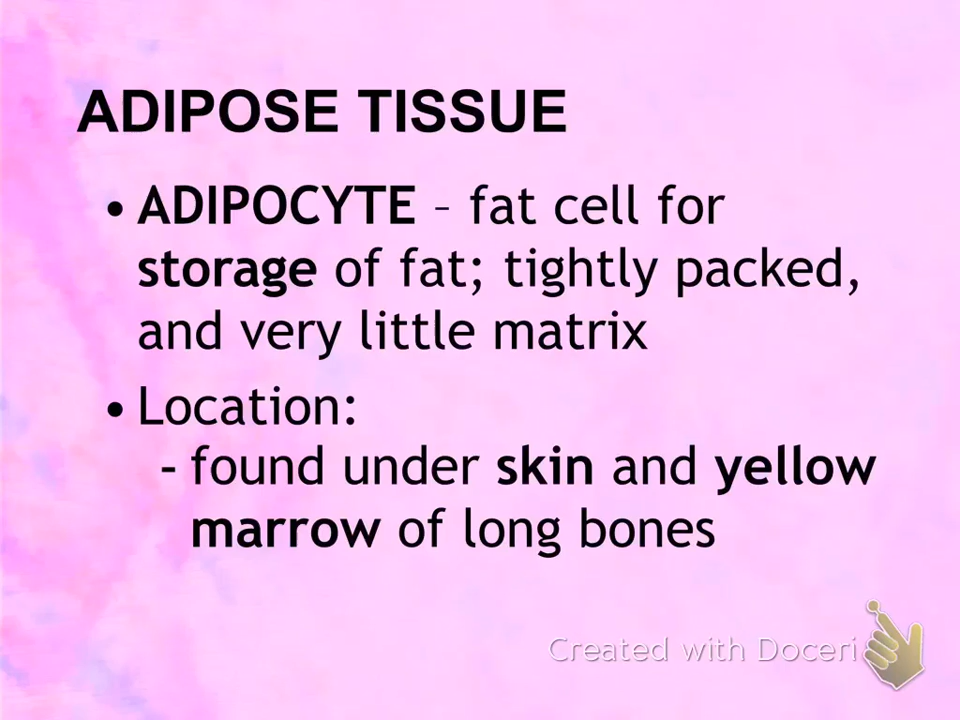 ADIPOSE TISSUE
• ADIPOCYTE – fat cell for
storage of fat; tightly packed,
and very little matrix
• Location:
- found under skin and yellow
marrow of long bones
Created with Doceri